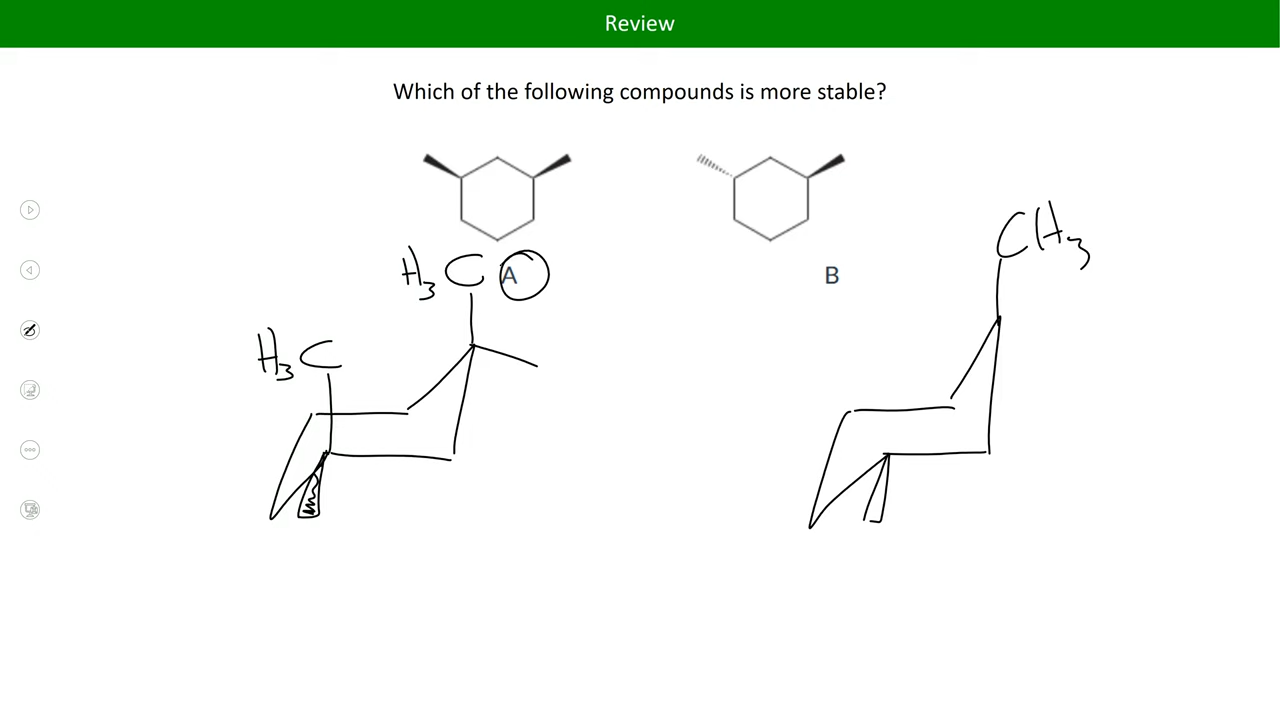 Review
Which of the following compounds is more stable?
A
B
H3C
H3C
CH3